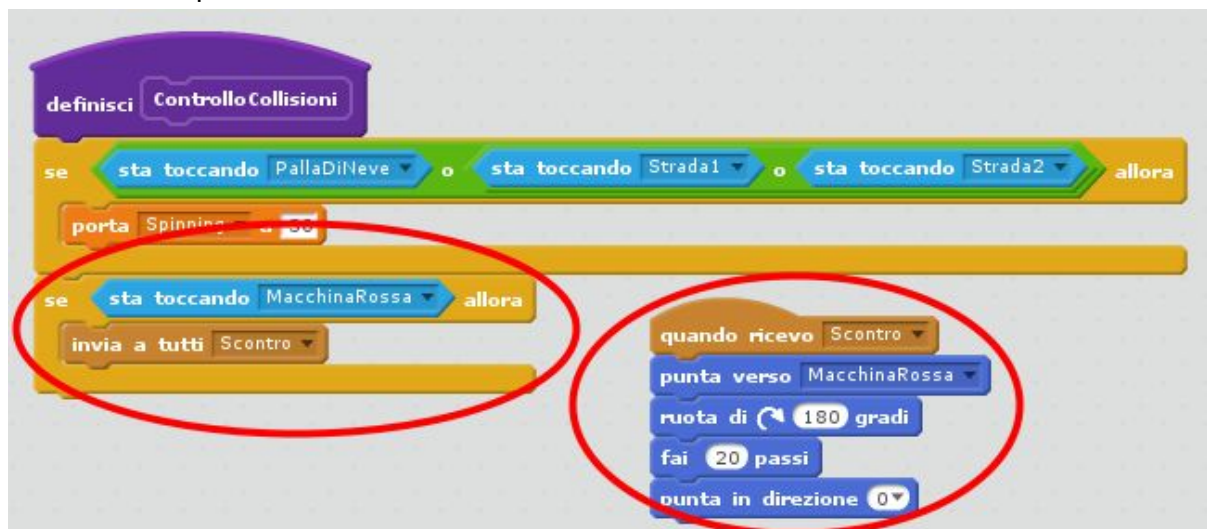 definisci ControlloCollisioni
se sta toccando PallaDiNeve o sta toccando Strada1 o sta toccando Strada2 allora
porta Spinning a 30
se sta toccando MacchinaRossa allora
invia a tutti Scontro
quando ricevo Scontro
punta verso MacchinaRossa
ruota di 180 gradi
fai 20 passi
punta in direzione 0